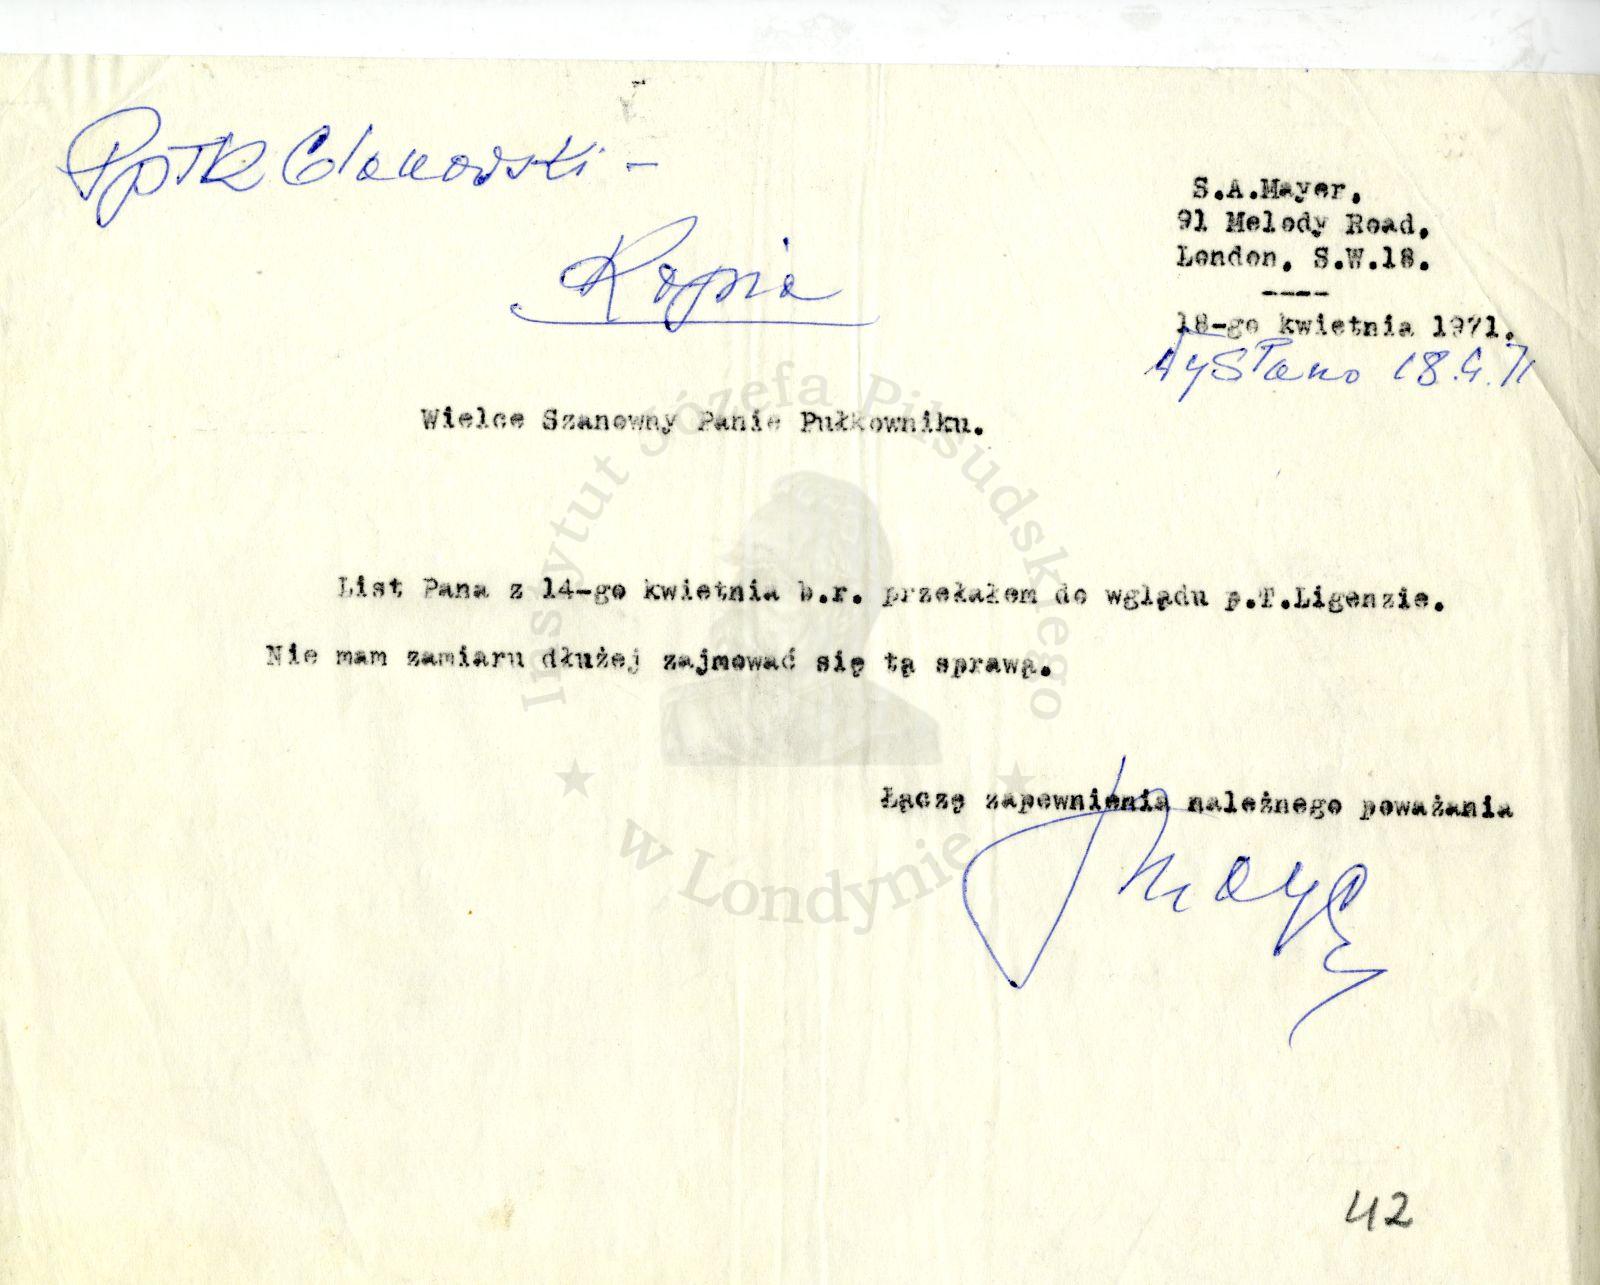 Ppłk
Kopia
S.A.Mayer,
91 Melody Road,
London, S.W.18.
----
18-go kwietnia 1971.
Wysłano 18.4.71
Wielce Szanowny Panie Pułkowniku.
List Pana z 14-go kwietnia b.r. przekałem do wglądu p.T.Ligenzie.
Nie mam zamiaru dłużej zajmować się tą sprawą.
Łączę zapewnienia należnego poważania
Mayer
Instytut Józefa Piłsudskiego
w Londynie
42